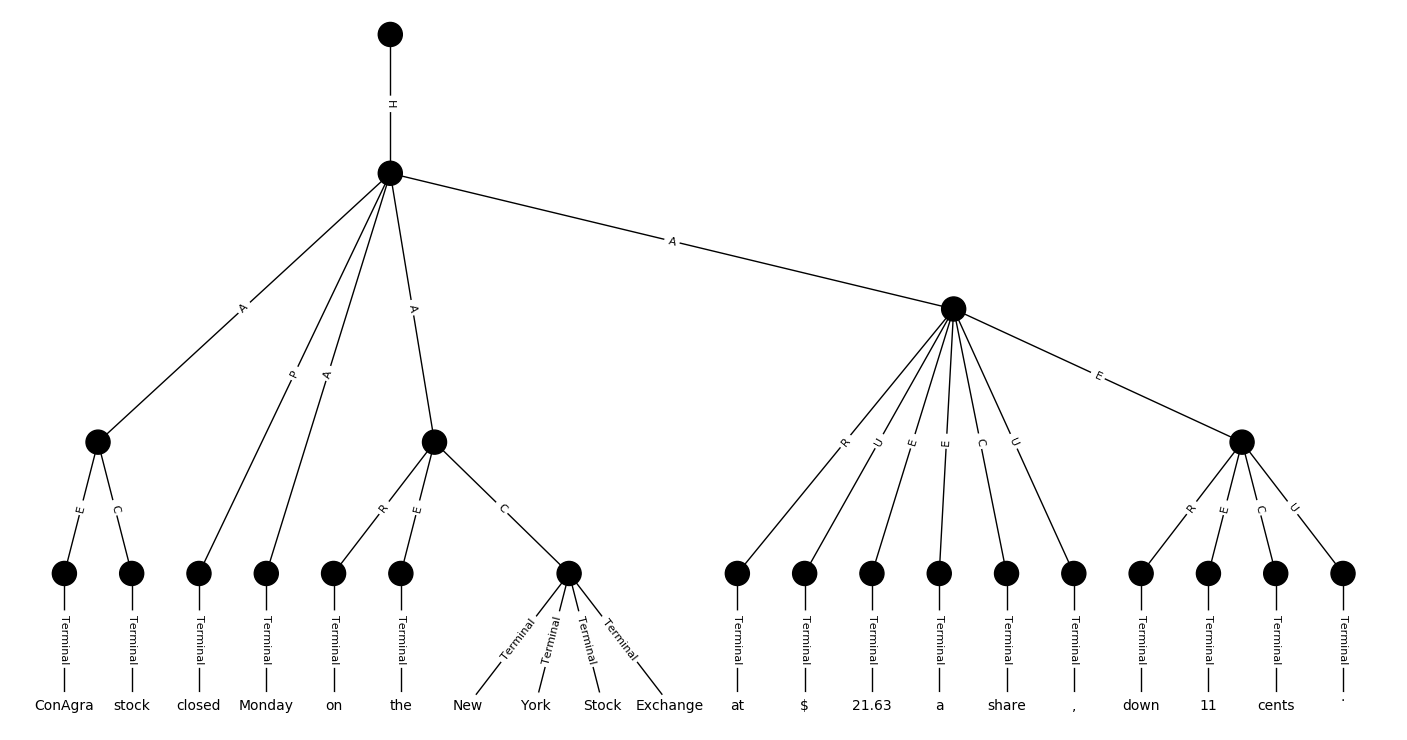 H
A
A
P
A
A
E
R
U
E
E
C
U
E
C
R
E
C
R
E
C
U
Terminal Terminal Terminal Terminal Terminal Terminal Terminal Terminal Terminal Terminal Terminal Terminal Terminal Terminal Terminal Terminal Terminal Terminal Terminal Terminal
ConAgra stock closed Monday on the New York Stock Exchange at $ 21.63 a share , down 11 cents .